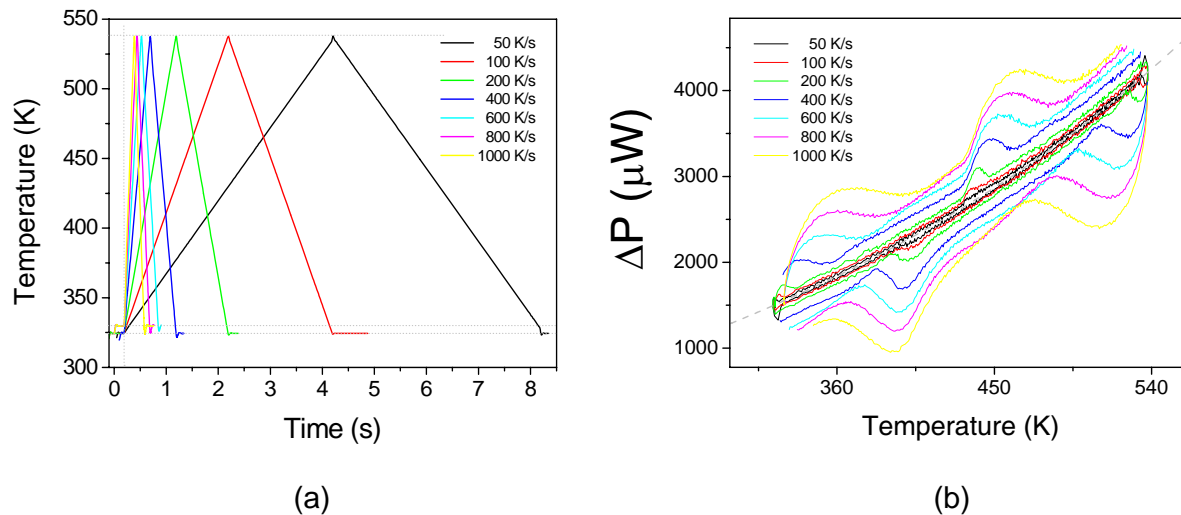 550
500
450
400
350
300
Temperature (K)
0 1 2 3 4 5 6 7 8
Time (s)
50 K/s
100 K/s
200 K/s
400 K/s
600 K/s
800 K/s
1000 K/s
(a)
4000
3000
2000
1000
ΔP (μW)
360 450 540
Temperature (K)
50 K/s
100 K/s
200 K/s
400 K/s
600 K/s
800 K/s
1000 K/s
(b)